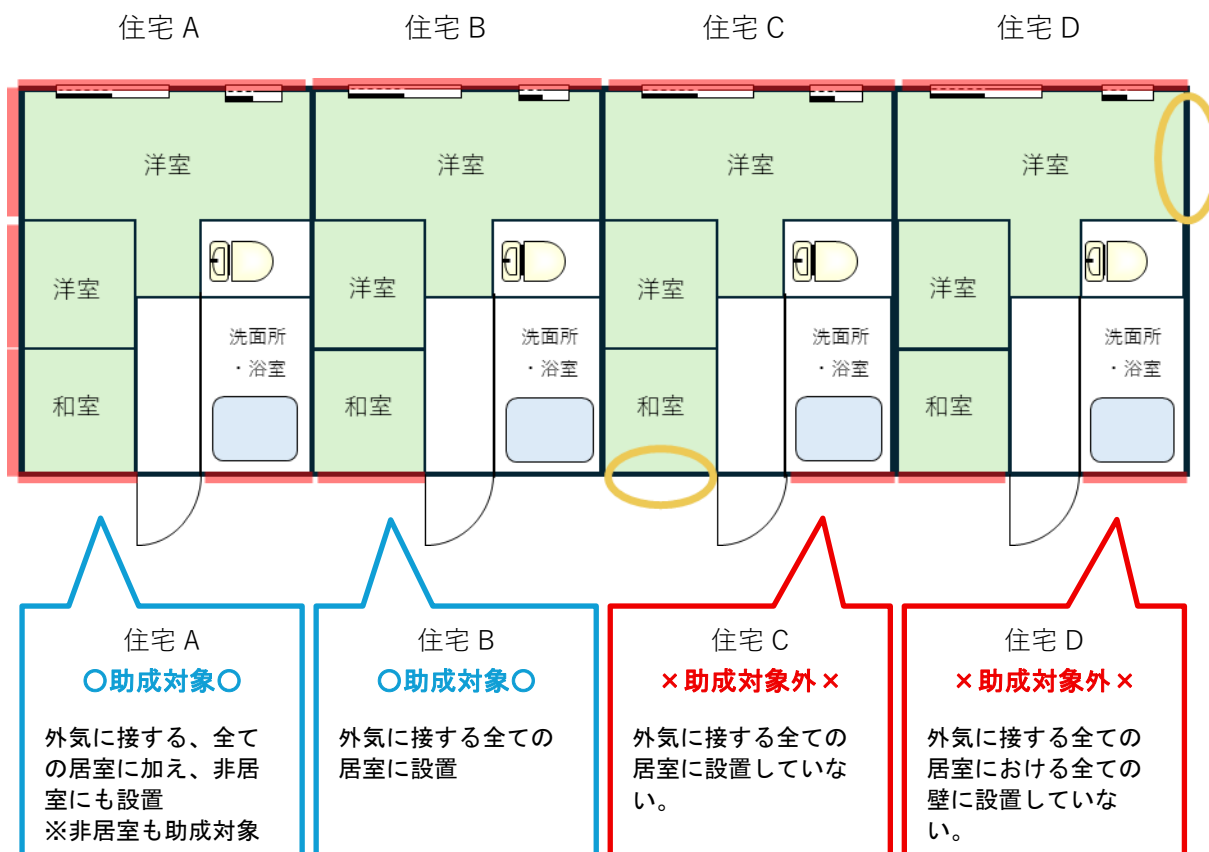 住宅 A
住宅 B
住宅 C
住宅 D
洋室
洋室
洋室
洋室
洋室
洋室
洋室
洋室
洗面所
・浴室
洗面所
・浴室
洗面所
・浴室
洗面所
・浴室
和室
和室
和室
和室
住宅 A
○助成対象○
外気に接する、全て
の居室に加え、非居
室にも設置
※非居室も助成対象
住宅 B
○助成対象○
外気に接する全ての
居室に設置
住宅 C
×助成対象外×
外気に接する全ての
居室に設置していな
い。
住宅 D
×助成対象外×
外気に接する全ての
居室における全ての
壁に設置していな
い。